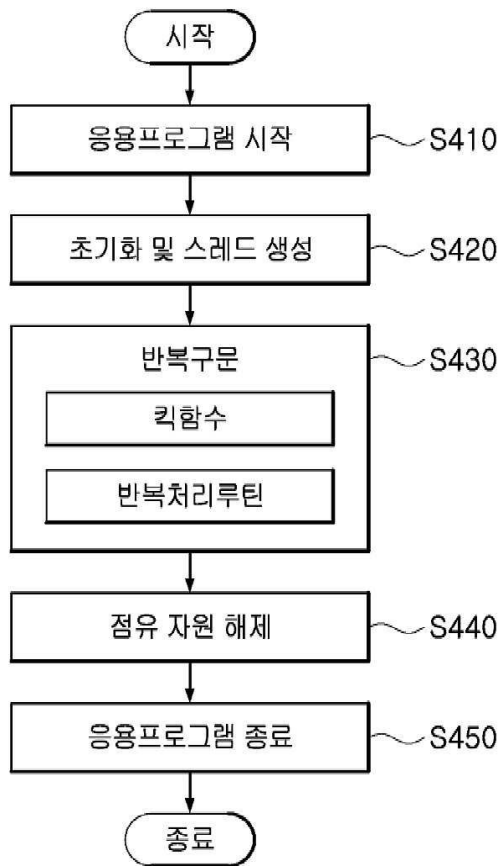 시작
응용프로그램 시작
S410
초기화 및 스레드 생성
S420
반복구문
S430
킥함수
반복처리루틴
점유 자원 해제
S440
응용프로그램 종료
S450
종료